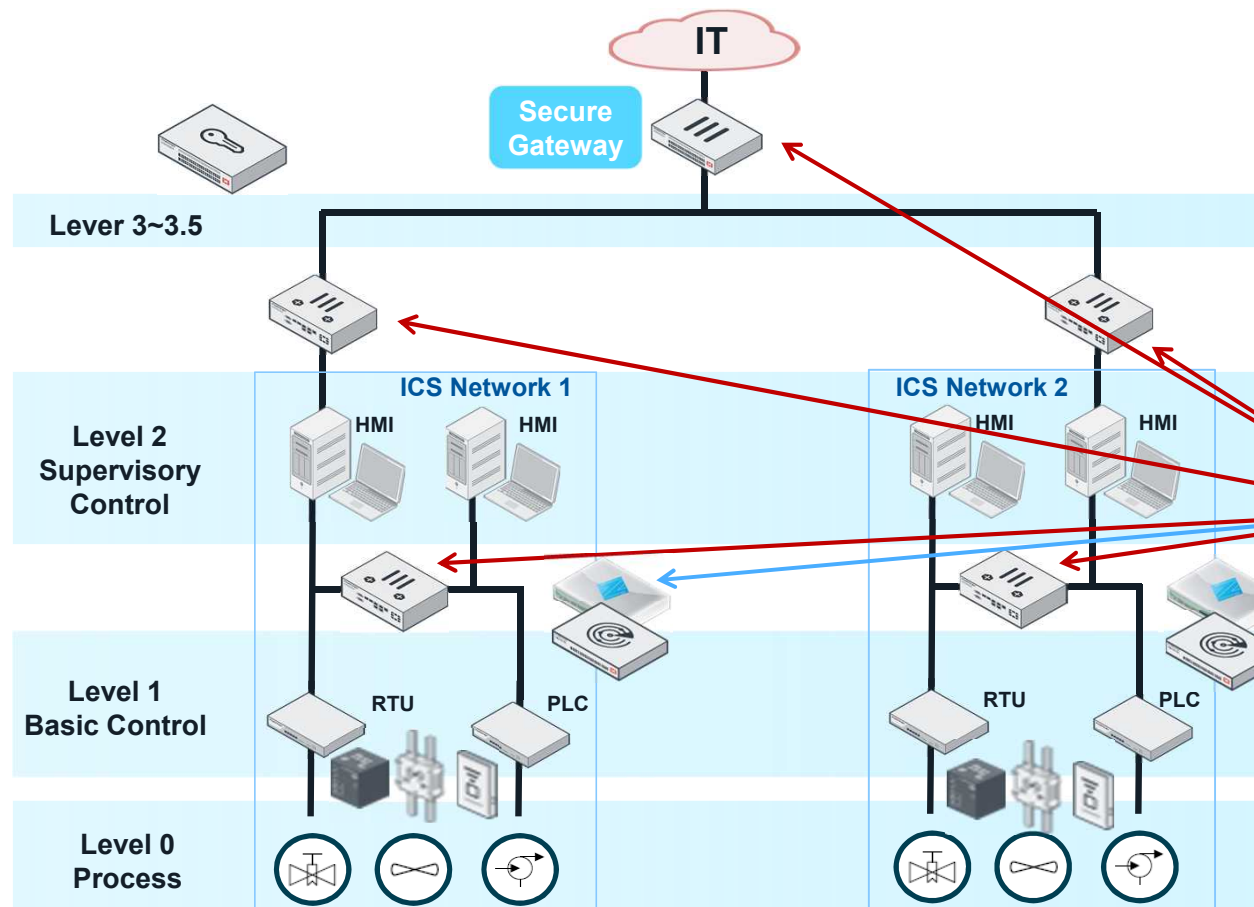 IT
Secure
Gateway
Lever 3~3.5
ICS Network 1
ICS Network 2
HMI
HMI
HMI
HMI
Level 2
Supervisory
Control
Level 1
Basic Control
RTU
PLC
RTU
PLC
Level 0
Process